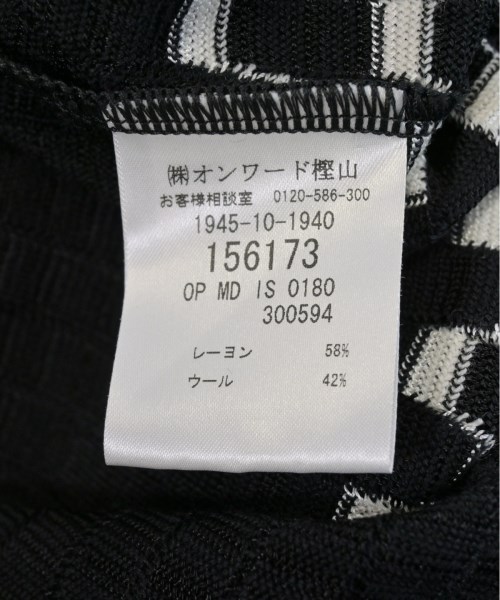 ㈱オンワード樫山
お客様相談室 0120-586-300
1945-10-1940
156173
OP MD IS 0180
300594
レーヨン 58%
ウール 42%